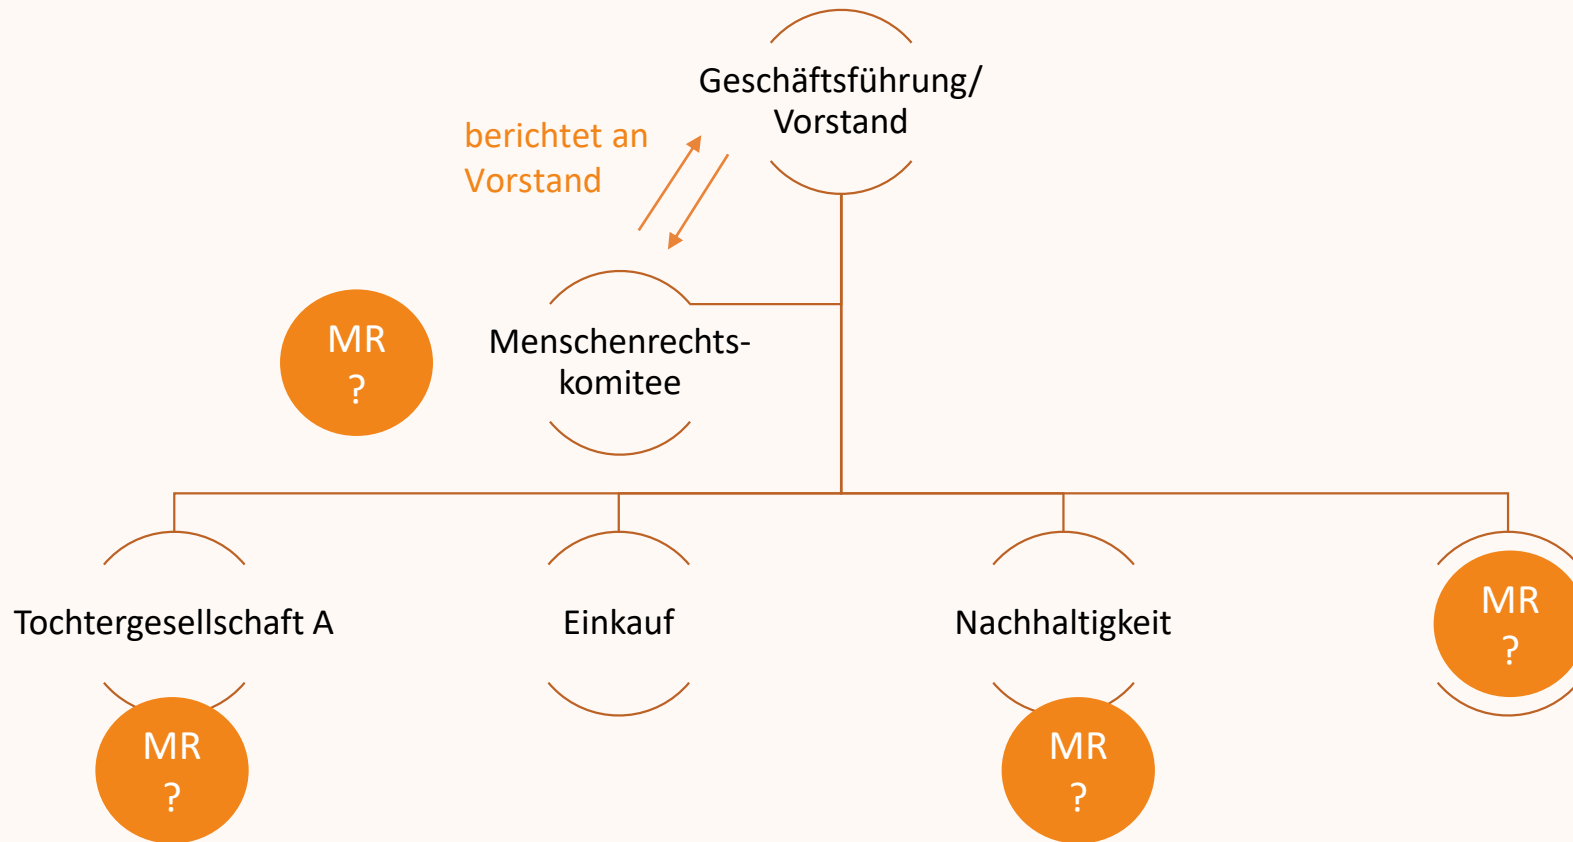 Geschäftsführung/
Vorstand
berichtet an
Vorstand
MR
?
Menschenrechts-
komitee
Tochtergesellschaft A
Einkauf
Nachhaltigkeit
MR
?
MR
?
MR
?